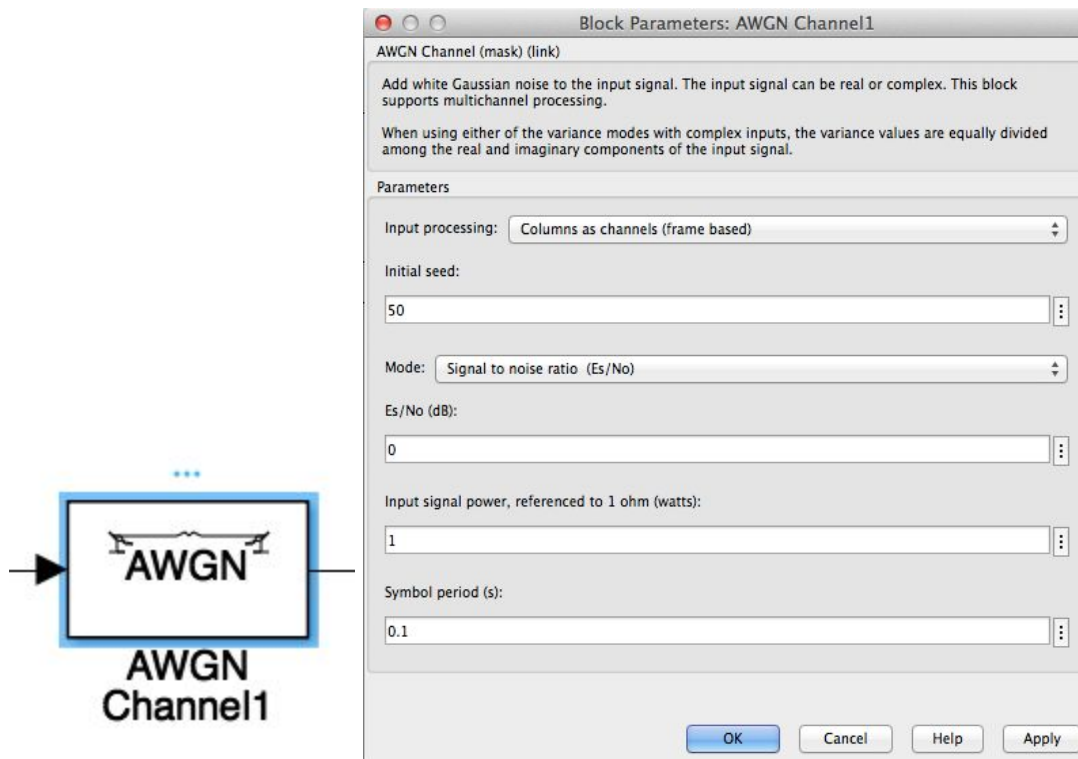 AWGN
AWGN
Channel1
Block Parameters: AWGN Channel1
AWGN Channel (mask) (link)
Add white Gaussian noise to the input signal. The input signal can be real or complex. This block
supports multichannel processing.
When using either of the variance modes with complex inputs, the variance values are equally divided
among the real and imaginary components of the input signal.
Parameters
Input processing: Columns as channels (frame based)
Initial seed:
50
Mode: Signal to noise ratio (Es/No)
Es/No (dB):
0
Input signal power, referenced to 1 ohm (watts):
1
Symbol period (s):
0.1
OK Cancel Help Apply